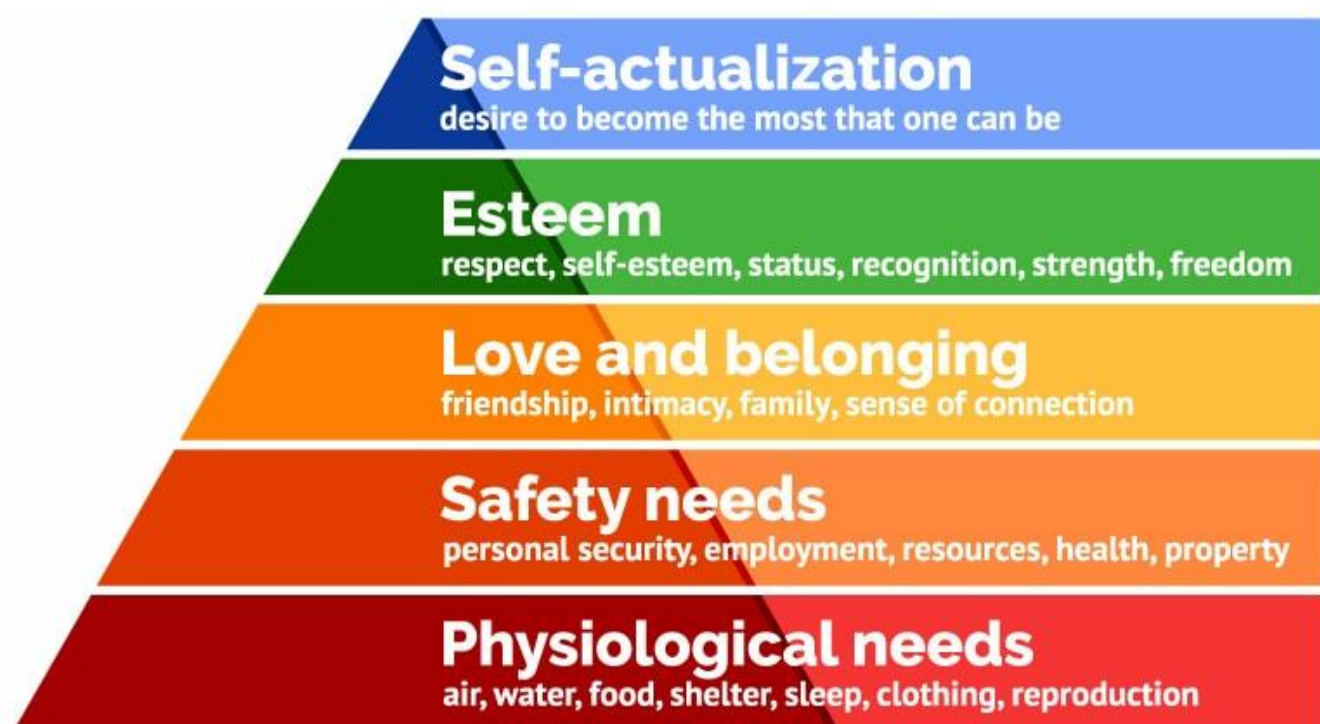 Self-actualization
desire to become the most that one can be
Esteem
respect, self-esteem, status, recognition, strength, freedom
Love and belonging
friendship, intimacy, family, sense of connection
Safety needs
personal security, employment, resources, health, property
Physiological needs
air, water, food, shelter, sleep, clothing, reproduction